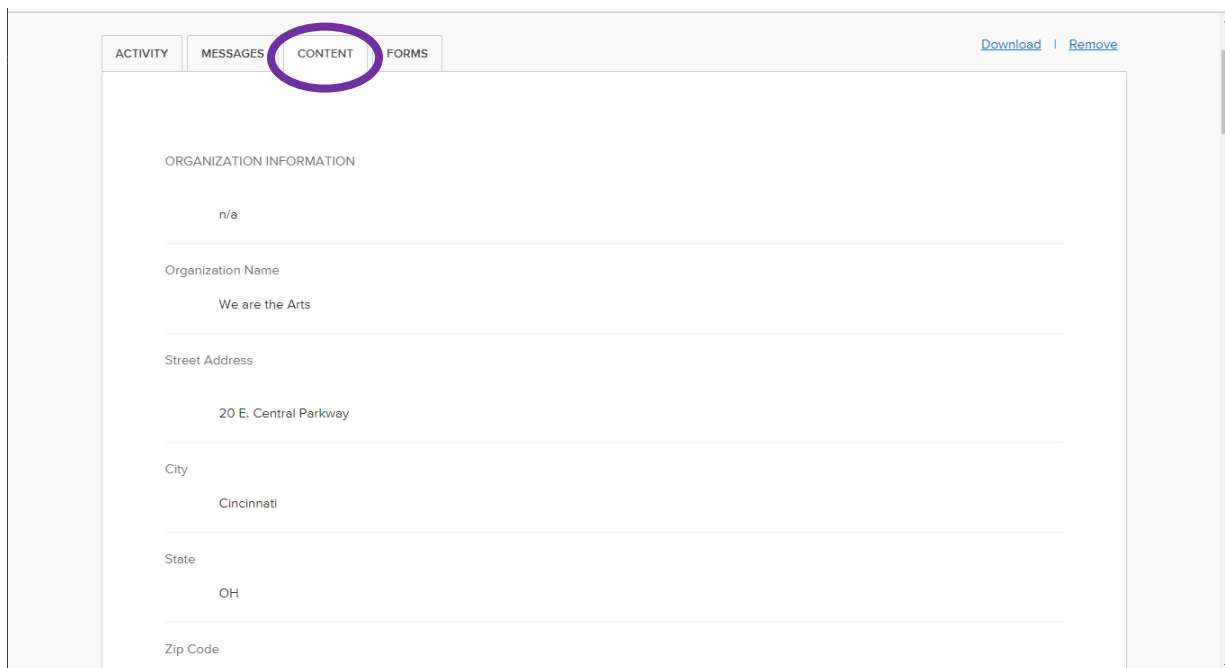 ACTIVITY MESSAGES CONTENT FORMS Download | Remove
ORGANIZATION INFORMATION
n/a
Organization Name
We are the Arts
Street Address
20 E. Central Parkway
City
Cincinnati
State
OH
Zip Code